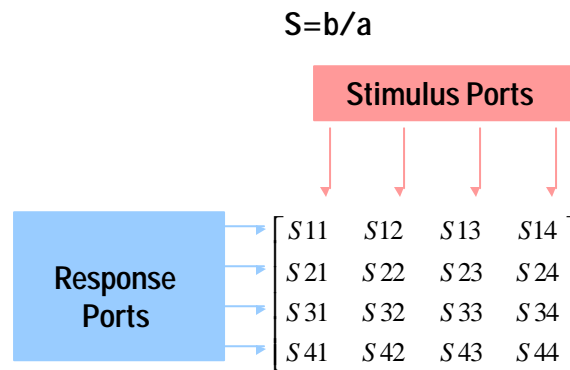 S=b/a
Stimulus Ports
Response
Ports
S11 S12 S13 S14
S21 S22 S23 S24
S31 S32 S33 S34
S41 S42 S43 S44